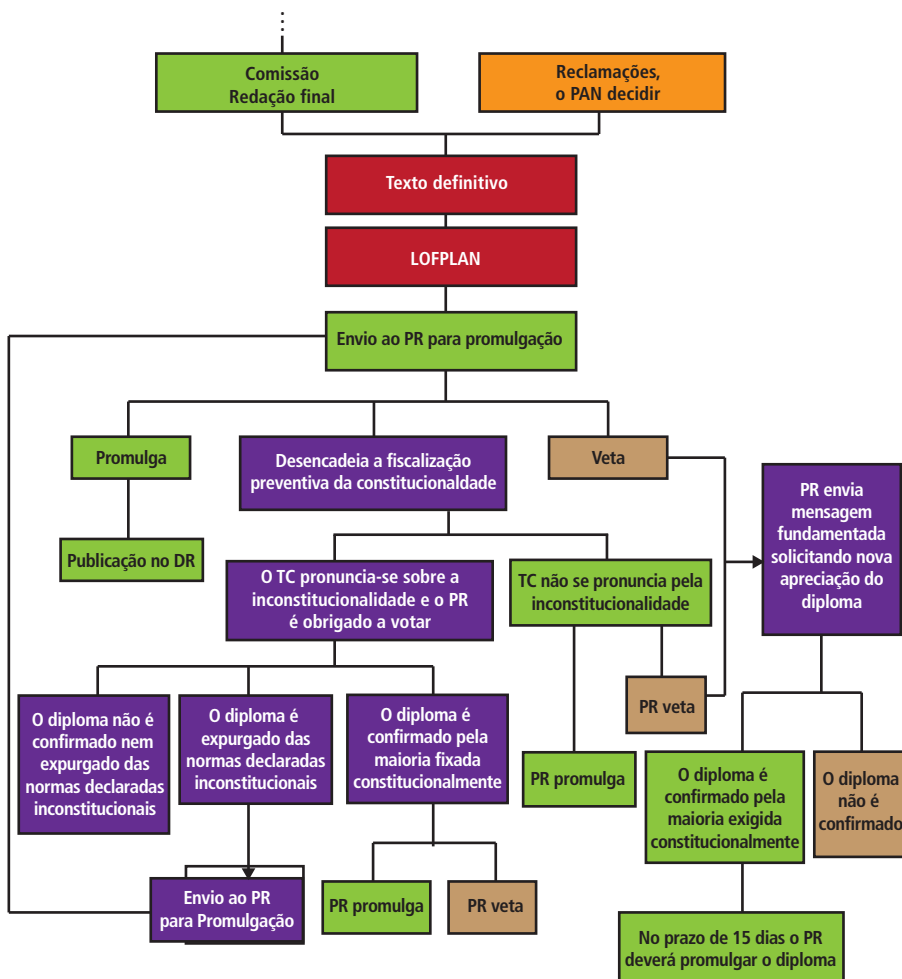 Comissão
Redação final
Reclamações,
o PAN decidir
Texto definitivo
LOFPLAN
Envio ao PR para promulgação
Promulga
Desencadeia a fiscalização
preventiva da constitucionaldade
Veta
PR envia
mensagem
fundamentada
solicitando nova
apreciação do
diploma
Publicação no DR
O TC pronuncia-se sobre a
inconstitucionalidade e o PR
é obrigado a votar
TC não se pronuncia pela
inconstitucionalidade
O diploma não é
confirmado nem
expurgado das
normas declaradas
inconstitucionais
O diploma é
expurgado das
normas declaradas
inconstitucionais
O diploma é
confirmado pela
maioria fixada
constitucionalmente
PR veta
PR promulga
O diploma é
confirmado pela
maioria exigida
constitucionalmente
O diploma
não é
confirmado
Envio ao PR
para Promulgação
PR promulga
PR veta
No prazo de 15 dias o PR
deverá promulgar o diploma